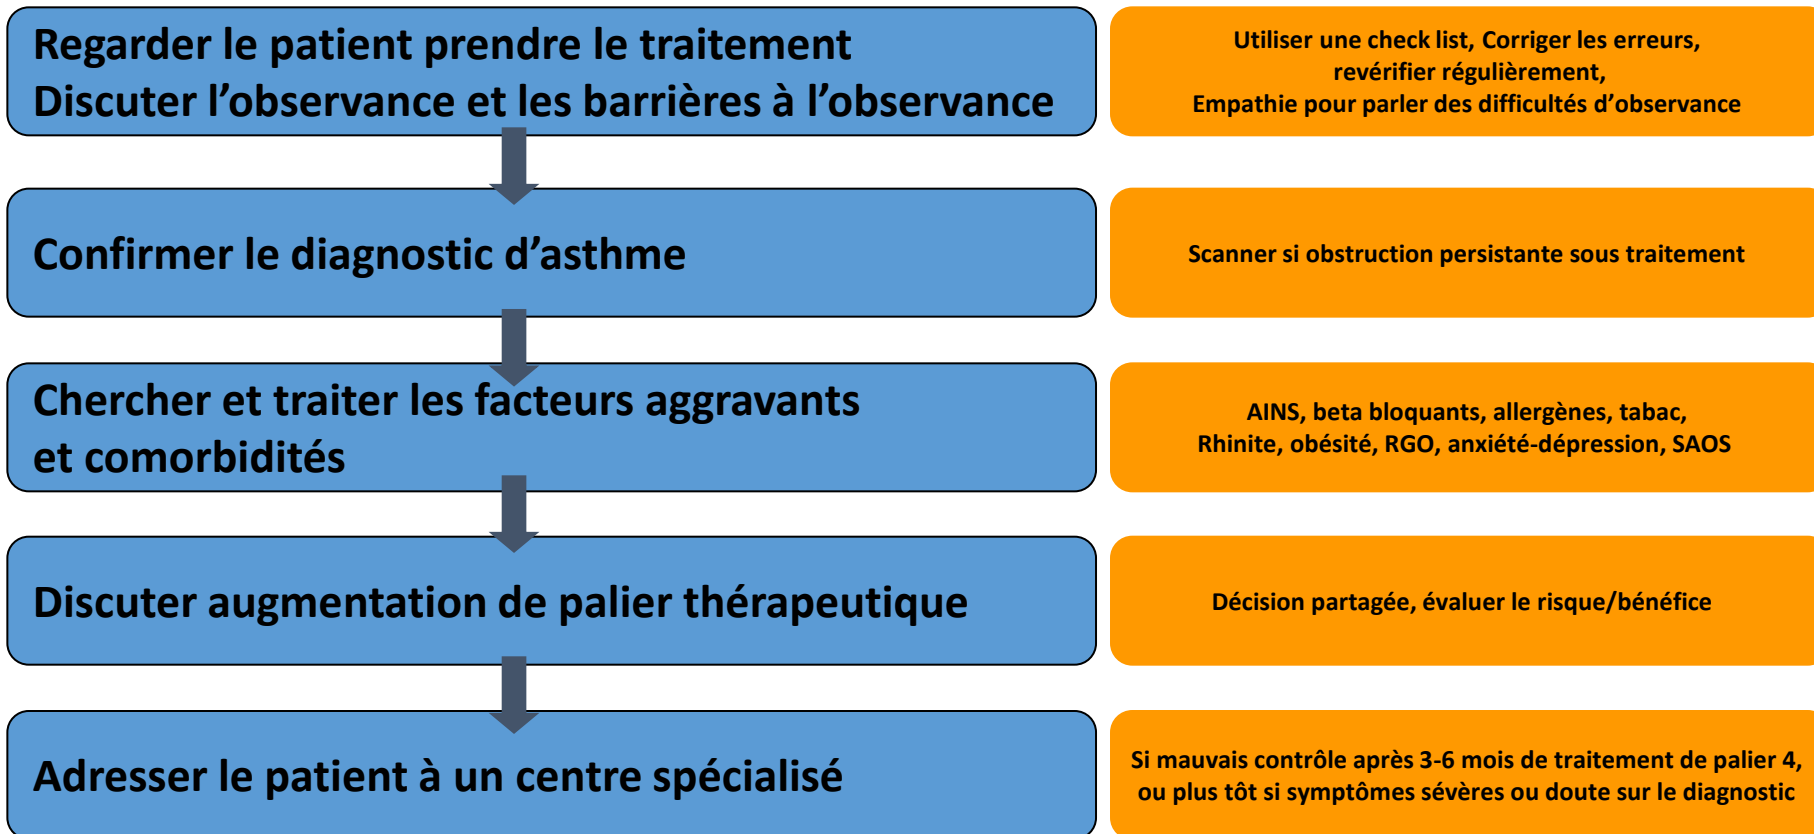 Regarder le patient prendre le traitement
Discuter l’observance et les barrières à l’observance
Utiliser une check list, Corriger les erreurs,
revérifier régulièrement,
Empathie pour parler des difficultés d’observance
Confirmer le diagnostic d’asthme
Scanner si obstruction persistante sous traitement
Chercher et traiter les facteurs aggravants
et comorbidités
AINS, beta bloquants, allergènes, tabac,
Rhinite, obésité, RGO, anxiété-dépression, SAOS
Discuter augmentation de palier thérapeutique
Décision partagée, évaluer le risque/bénéfice
Adresser le patient à un centre spécialisé
Si mauvais contrôle après 3-6 mois de traitement de palier 4,
ou plus tôt si symptômes sévères ou doute sur le diagnostic